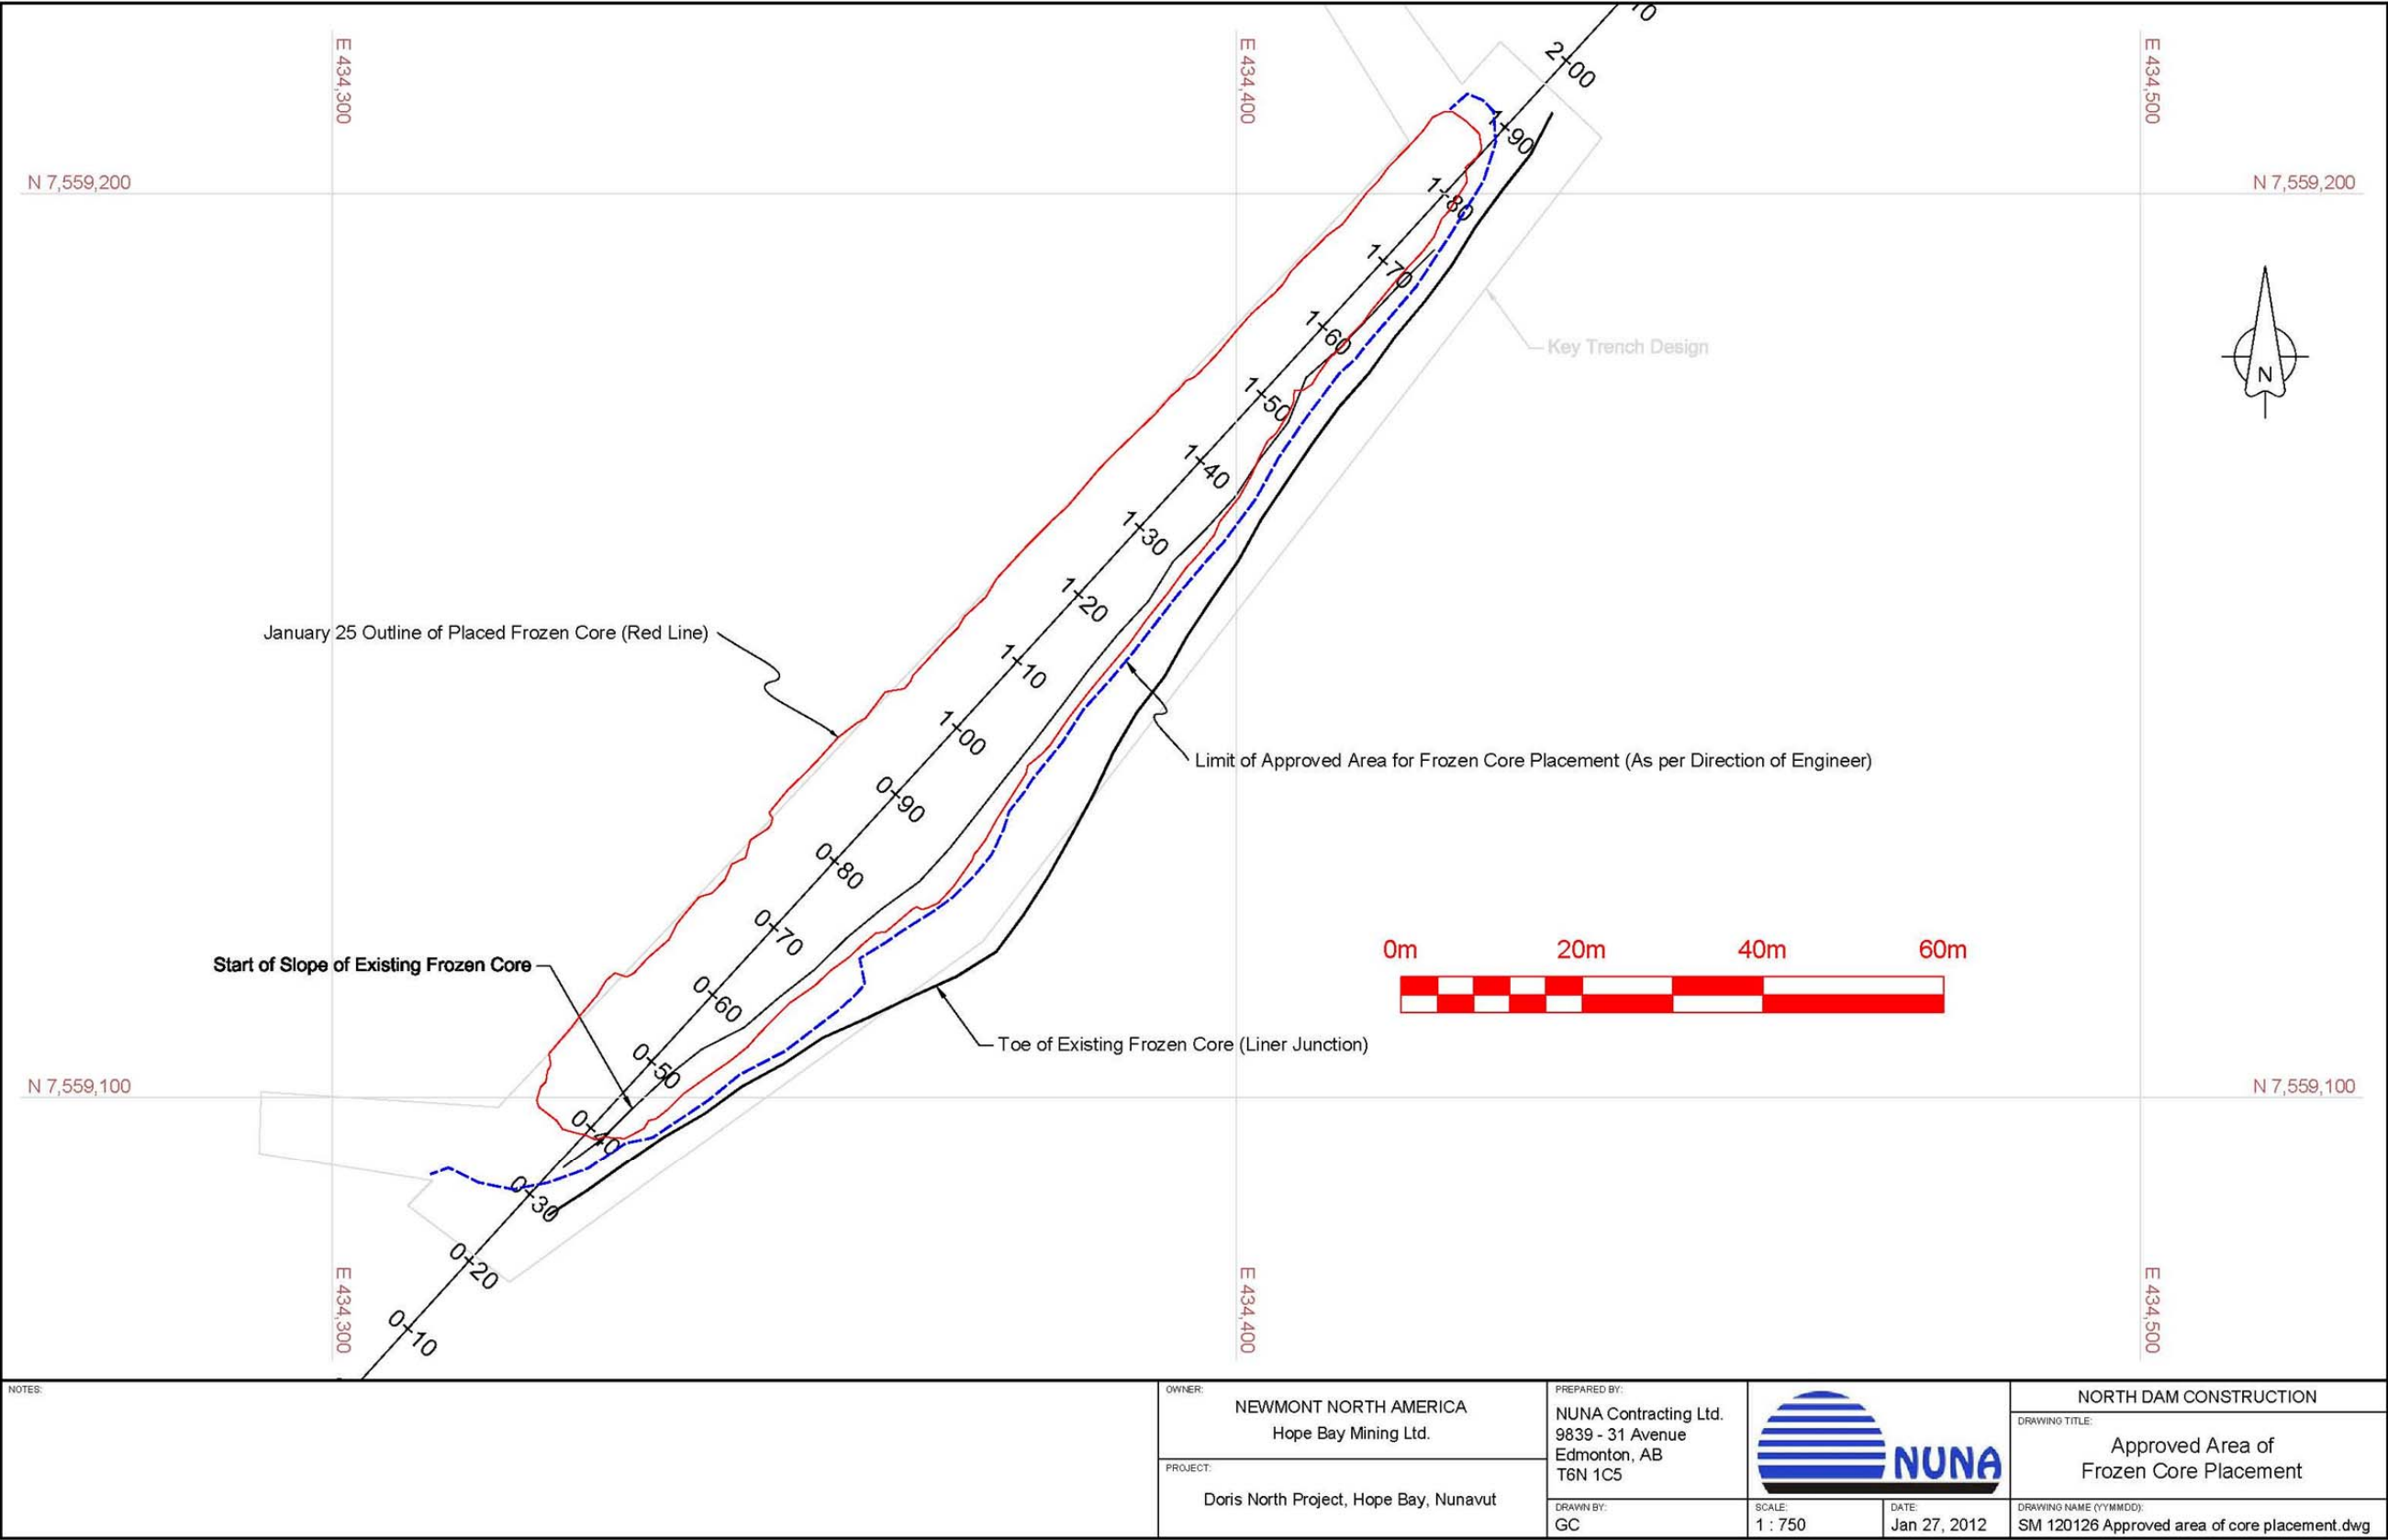 10
2+00
E 434,300
E 434,400
E 434,500
1+90
N 7,559,200
N 7,559,200
1+80
1+70
1+60
Key Trench Design
N
1+50
1+40
1+30
1+20
January 25 Outline of Placed Frozen Core (Red Line)
1+10
1+00
Limit of Approved Area for Frozen Core Placement (As per Direction of Engineer)
0+90
0+80
0+70
0m 20m 40m 60m
Start of Slope of Existing Frozen Core
0+60
Toe of Existing Frozen Core (Liner Junction)
0+50
N 7,559,100
N 7,559,100
0+40
0+30
0+20
E 434,300
E 434,400
E 434,500
0+10
NOTES:
OWNER:
NEWMONT NORTH AMERICA
Hope Bay Mining Ltd.
PROJECT:
Doris North Project, Hope Bay, Nunavut
PREPARED BY:
NUNA Contracting Ltd.
9839 - 31 Avenue
Edmonton, AB
T6N 1C5
DRAWN BY:
GC
NUNA
SCALE:
1 : 750
DATE:
Jan 27, 2012
NORTH DAM CONSTRUCTION
DRAWING TITLE:
Approved Area of
Frozen Core Placement
DRAWING NAME (YYMMDD):
SM 120126 Approved area of core placement.dwg